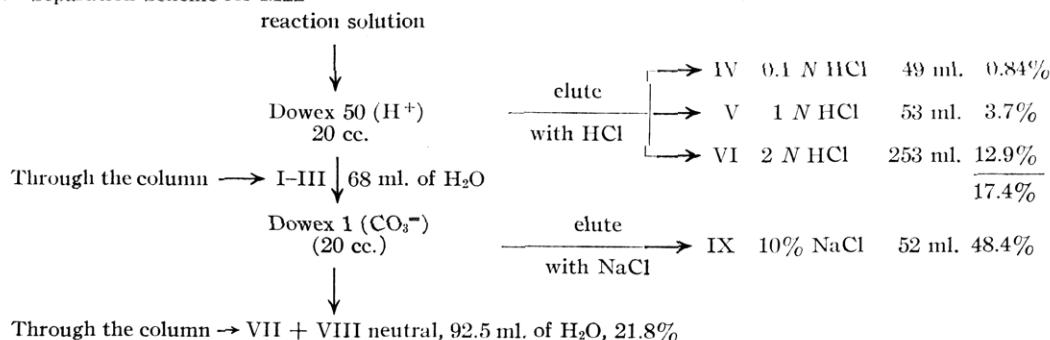 reaction solution
IV 0.1 N HCl 49 ml. 0.84%
elute
Dowex 50 (H+) V 1 N HCl 53 ml. 3.7%
20 cc. with HCl
VI 2 N HCl 253 ml. 12.9%
Through the column → I–III 68 ml. of H₂O
17.4%
Dowex 1 (CO₃⁻) elute
(20 cc.) IX 10% NaCl 52 ml. 48.4%
with NaCl
Through the column → VII + VIII neutral, 92.5 ml. of H₂O, 21.8%